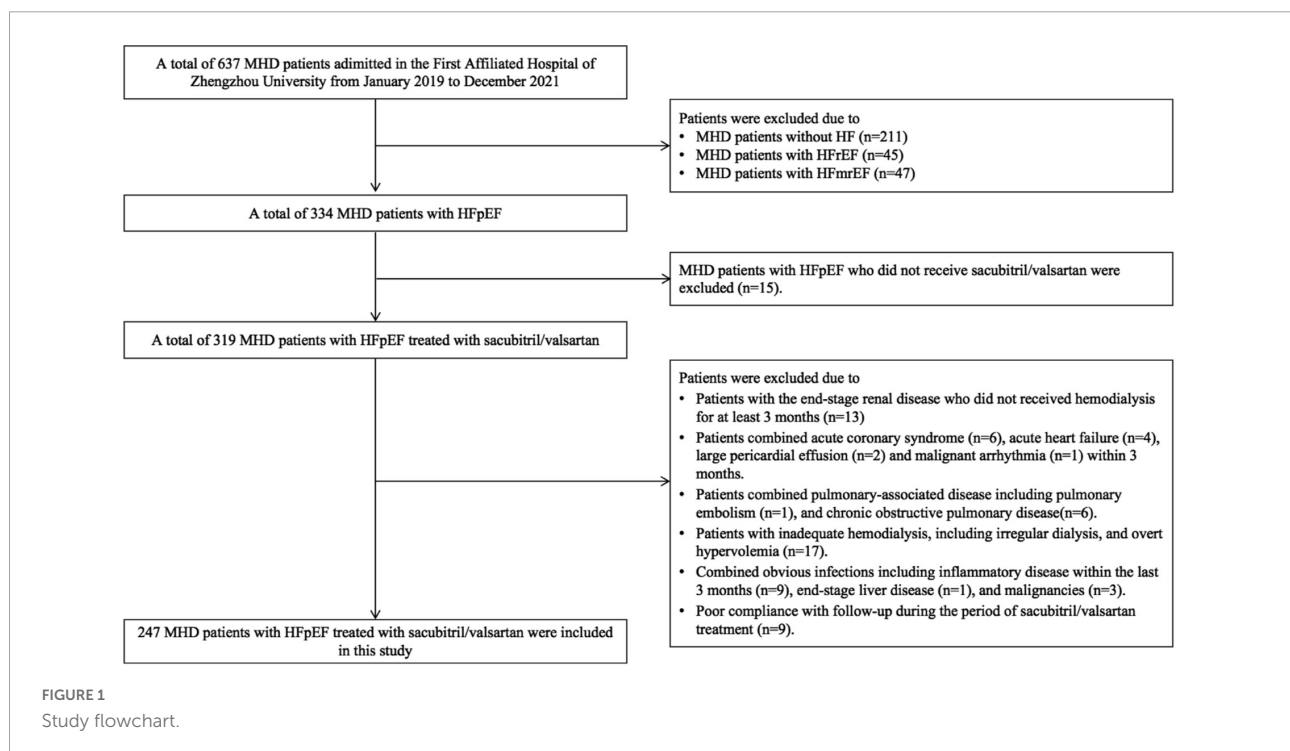 A total of 637 MHD patients adimitted in the First Affiliated Hospital of
Zhengzhou University from January 2019 to December 2021
Patients were excluded due to
• MHD patients without HF (n=211)
• MHD patients with HFrEF (n=45)
• MHD patients with HFmrEF (n=47)
A total of 334 MHD patients with HFpEF
MHD patients with HFpEF who did not receive sacubitril/valsartan were
excluded (n=15).
A total of 319 MHD patients with HFpEF treated with sacubitril/valsartan
Patients were excluded due to
• Patients with the end-stage renal disease who did not received hemodialysis
for at least 3 months (n=13)
• Patients combined acute coronary syndrome (n=6), acute heart failure (n=4),
large pericardial effusion (n=2) and malignant arrhythmia (n=1) within 3
months.
• Patients combined pulmonary-associated disease including pulmonary
embolism (n=1), and chronic obstructive pulmonary disease(n=6).
• Patients with inadequate hemodialysis, including irregular dialysis, and overt
hypervolemia (n=17).
• Combined obvious infections including inflammatory disease within the last
3 months (n=9), end-stage liver disease (n=1), and malignancies (n=3).
• Poor compliance with follow-up during the period of sacubitril/valsartan
treatment (n=9).
247 MHD patients with HFpEF treated with sacubitril/valsartan were included
in this study
FIGURE 1
Study flowchart.